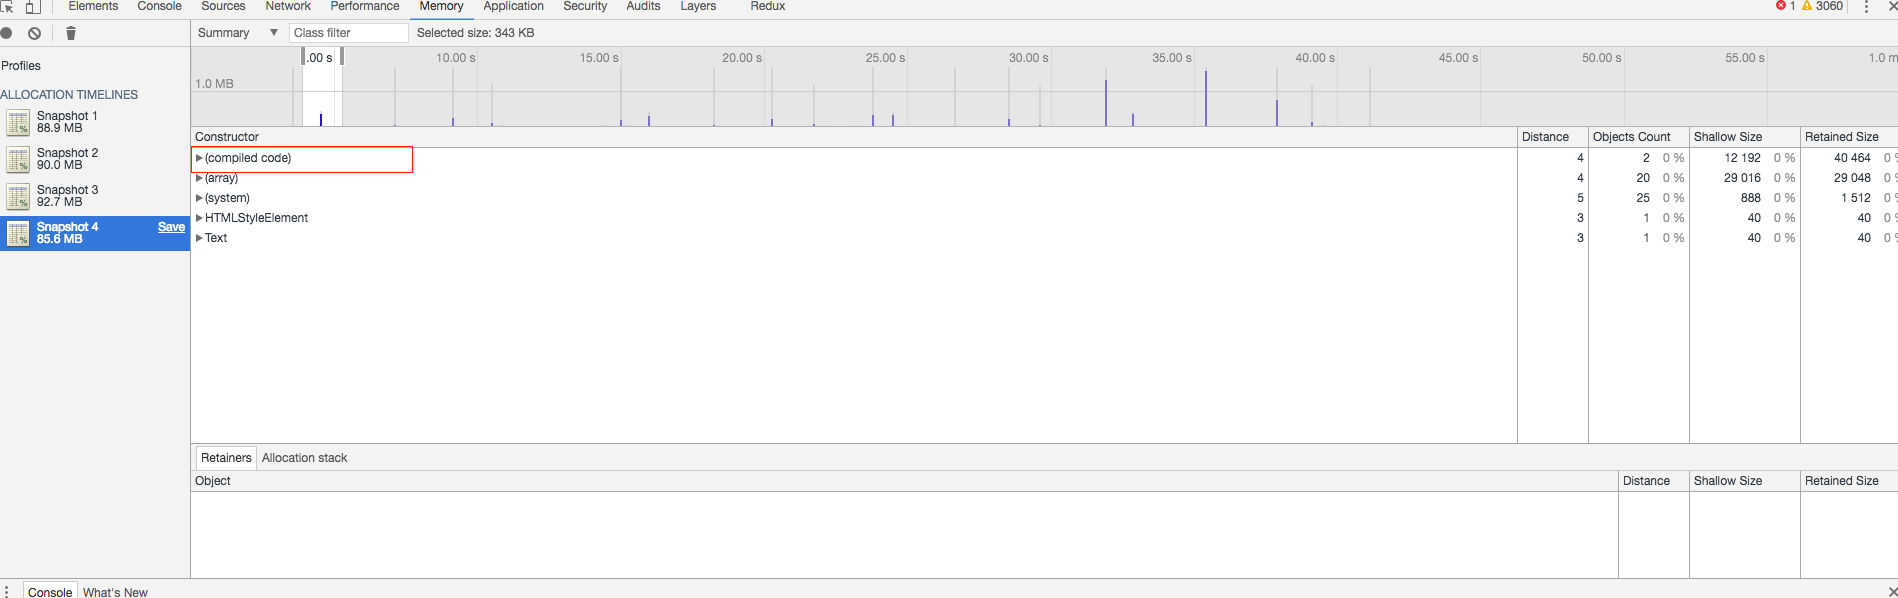 Elements Console Sources Network Performance Memory Application Security Audits Layers Redux 1 3060
Summary Class filter Selected size: 343 KB
Profiles
ALLOCATION TIMELINES
Snapshot 1
88.9 MB
Snapshot 2
90.0 MB
Snapshot 3
92.7 MB
Snapshot 4 Save
85.6 MB
.00 s 10.00 s 15.00 s 20.00 s 25.00 s 30.00 s 35.00 s 40.00 s 45.00 s 50.00 s 55.00 s 1.0 m
1.0 MB
Constructor Distance Objects Count Shallow Size Retained Size
(compiled code) 4 2 0 % 12 192 0 % 40 464 0 %
(array) 4 20 0 % 29 016 0 % 29 048 0 %
(system) 5 25 0 % 888 0 % 1 512 0 %
HTMLStyleElement 3 1 0 % 40 0 % 40 0 %
Text 3 1 0 % 40 0 % 40 0 %
Retainers Allocation stack
Object Distance Shallow Size Retained Size
Console What's New